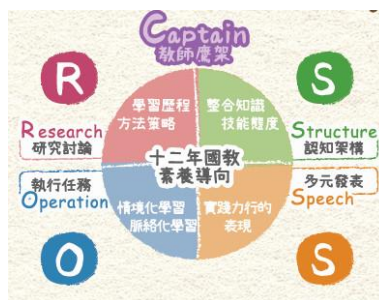 Captain
教師鷹架
R
S
學習歷程
方法策略
整合知識
技能態度
Research
研究討論
Structure
認知架構
十二年國教
素養導向
執行任務
Operation
多元發表
Speech
情境化學習
脈絡化學習
實踐力行的
表現
O
S